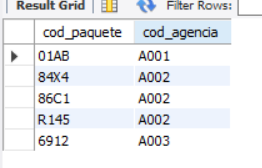 Result Grid Filter Rows:
cod_paquete cod_agencia
01AB A001
84X4 A002
86C1 A002
R145 A002
6912 A003